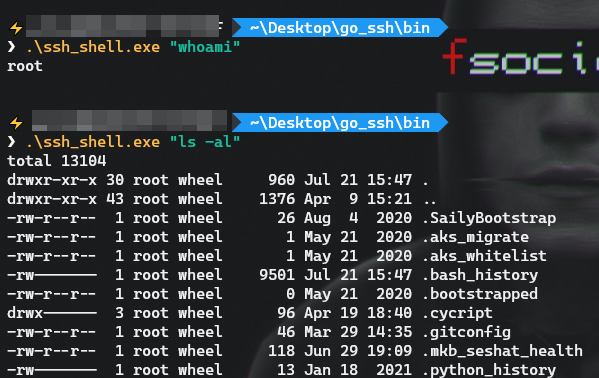 ~\Desktop\go_ssh\bin
❯ .\ssh_shell.exe "whoami"
root
fsoci
~\Desktop\go_ssh\bin
❯ .\ssh_shell.exe "ls -al"
total 13104
drwxr-xr-x 30 root wheel 960 Jul 21 15:47 .
drwxr-xr-x 43 root wheel 1376 Apr 9 15:21 ..
-rw-r--r-- 1 root wheel 26 Aug 4 2020 .SailyBootstrap
-rw-r--r-- 1 root wheel 1 May 21 2020 .aks_migrate
-rw-r--r-- 1 root wheel 1 May 21 2020 .aks_whitelist
-rw------- 1 root wheel 9501 Jul 21 15:47 .bash_history
-rw-r--r-- 1 root wheel 0 May 21 2020 .bootstrapped
drwx------ 3 root wheel 96 Apr 19 18:40 .cycript
-rw-r--r-- 1 root wheel 46 Mar 29 14:35 .gitconfig
-rw-r--r-- 1 root wheel 118 Jun 29 19:09 .mkb_seshat_health
-rw------- 1 root wheel 13 Jan 18 2021 .python_history